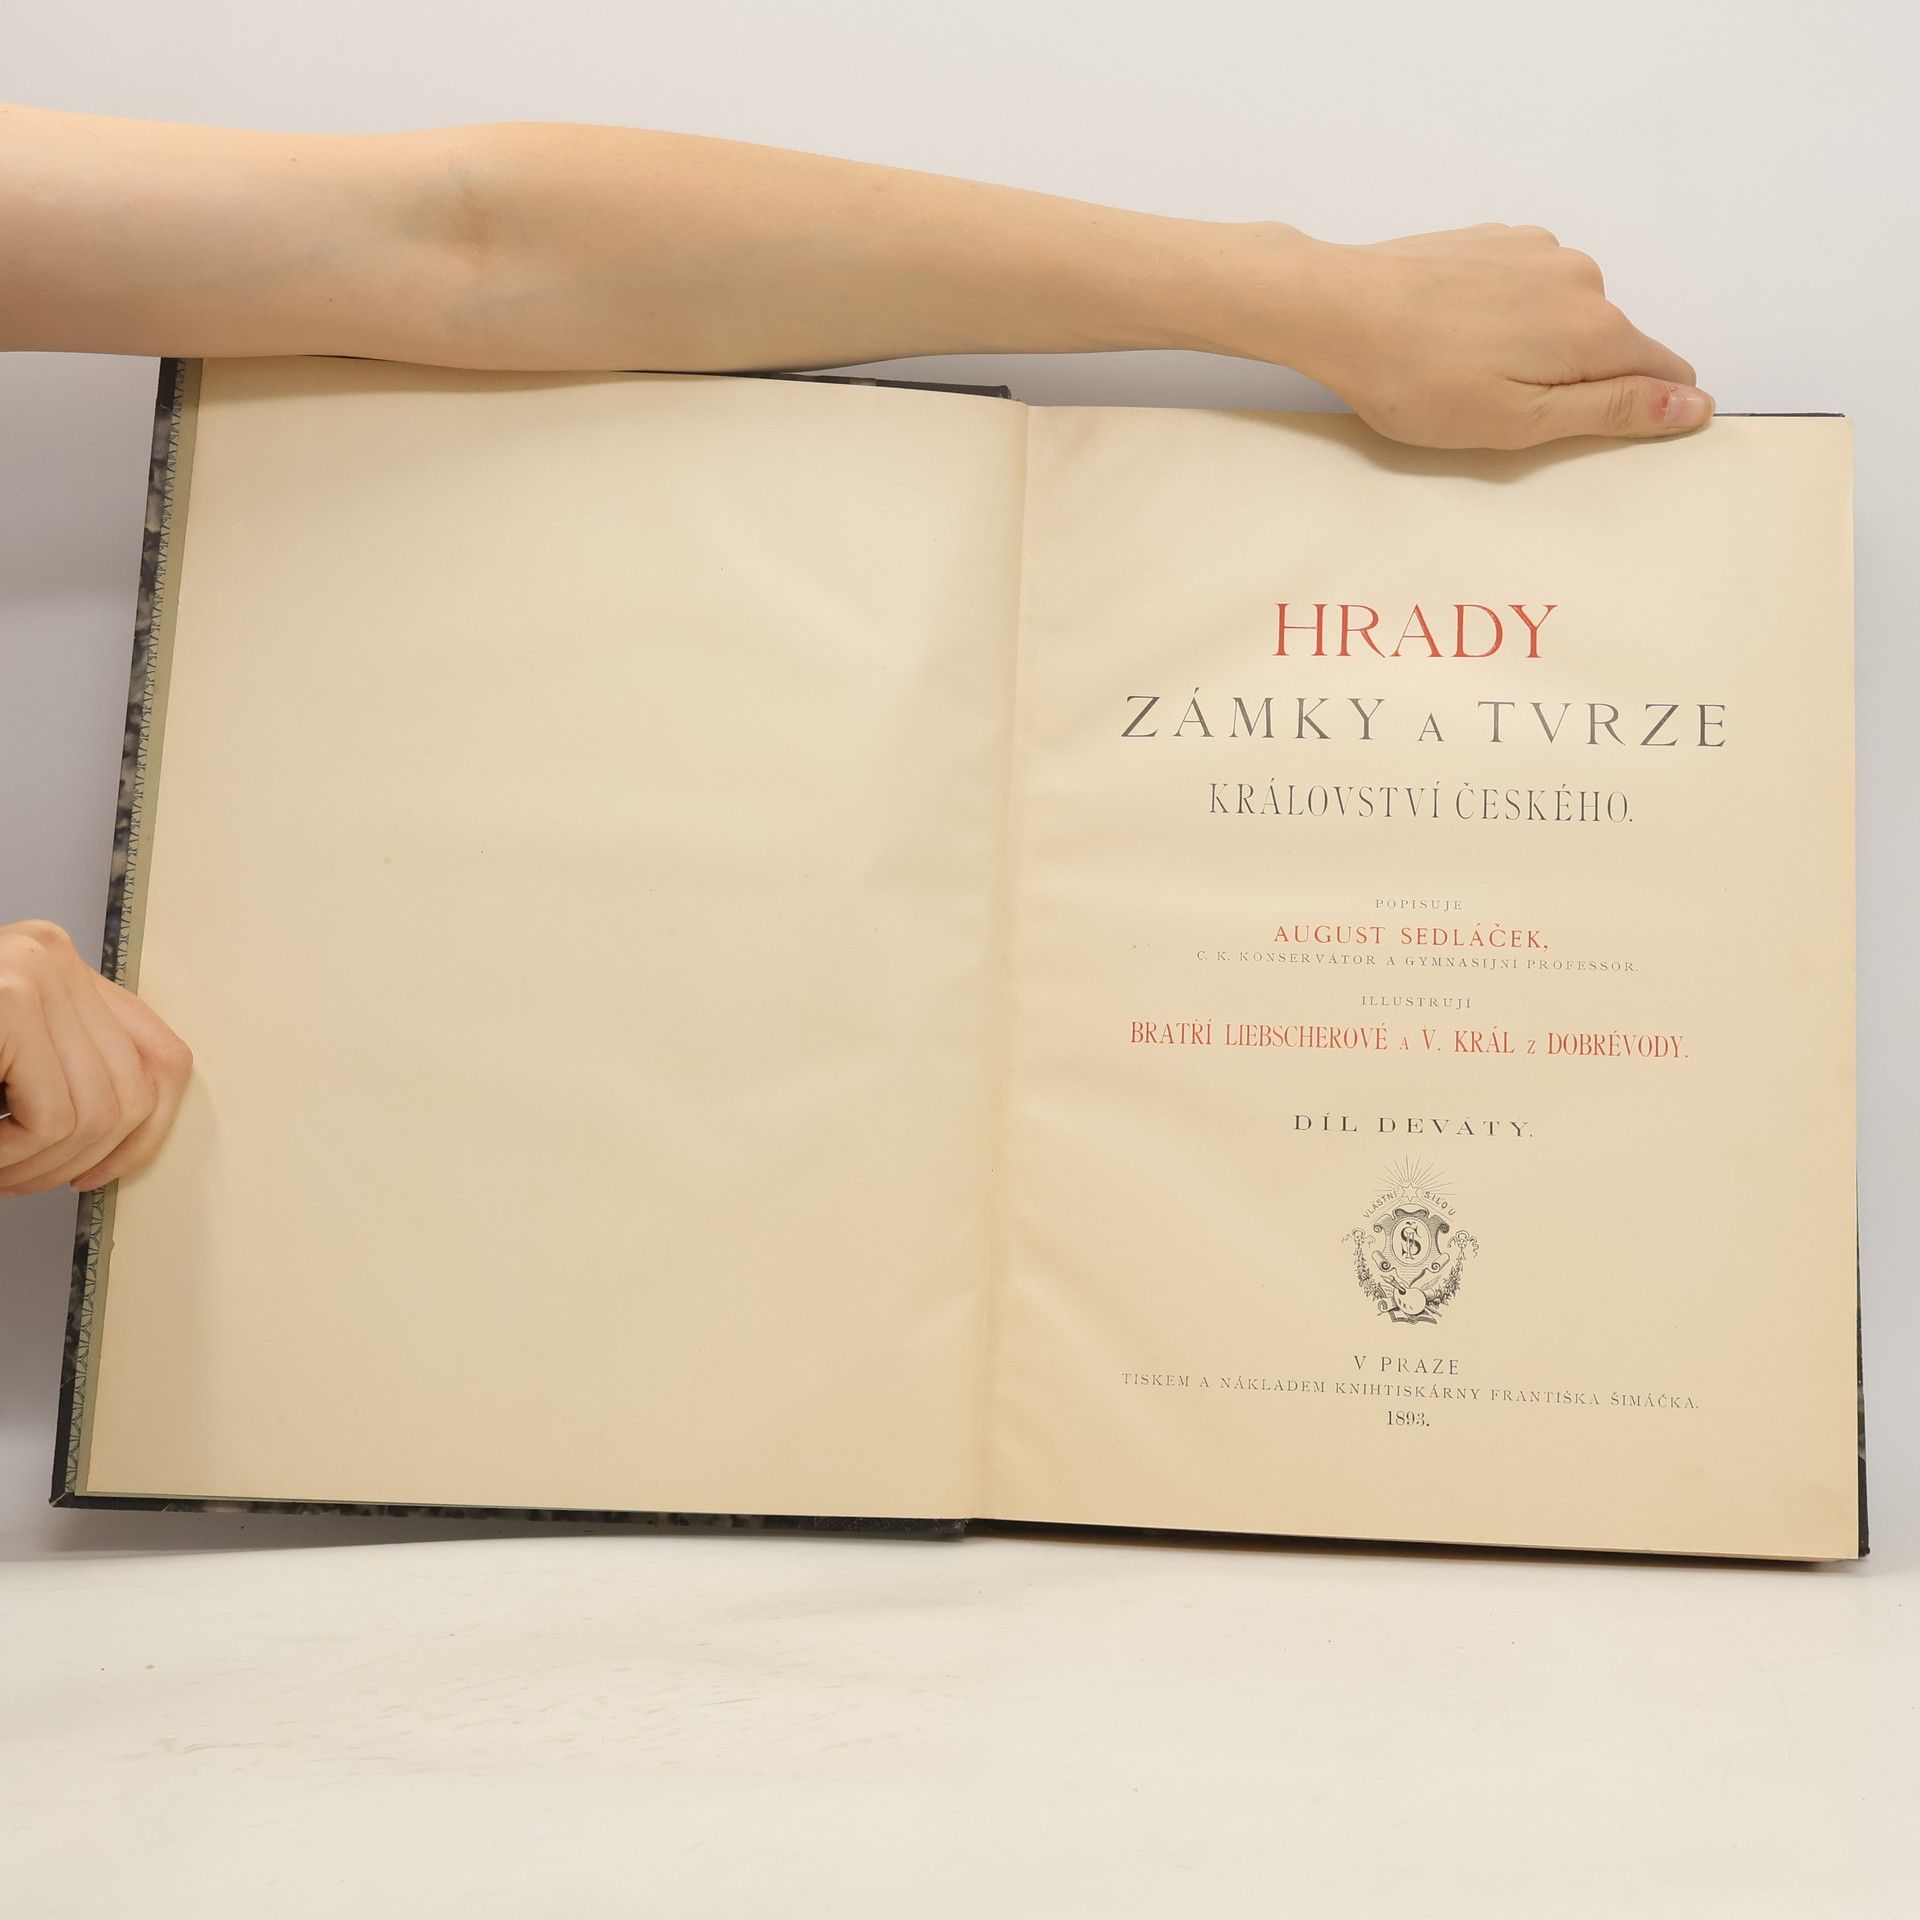 HRADY
ZÁMKY A TVRZE
KRÁLOVSTVÍ ČESKÉHO.
POPISUJE
AUGUST SEDLÁČEK,
C. K. KONSERVÁTOR A GYMNASIJNÍ PROFESSOR.
ILLUSTRUJÍ
BRATŘÍ LIEBSCHEROVÉ A V. KRÁL Z DOBRÉVODY.
DÍL DEVÁTÝ.
VLASTNÍ SILOU
V PRAZE
TISKEM A NÁKLADEM KNIHTISKÁRNY FRANTIŠKA ŠIMÁČKA.
1893.